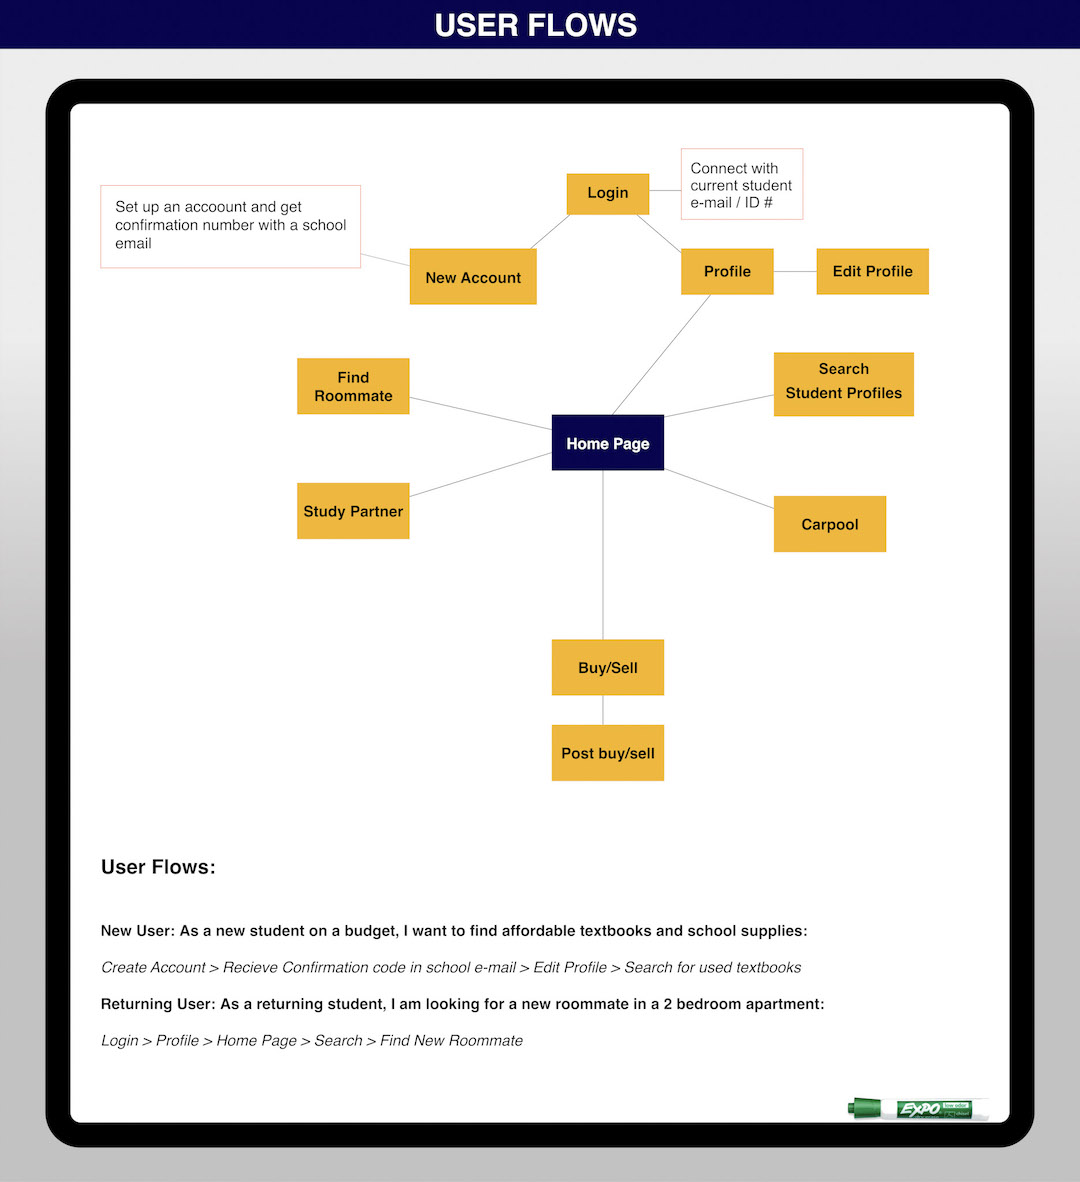 USER FLOWS
Login
Connect with
current student
e-mail / ID #
Set up an accoount and get
confirmation number with a school
email
New Account
Profile
Edit Profile
Find
Roommate
Search
Student Profiles
Home Page
Study Partner
Carpool
Buy/Sell
Post buy/sell
User Flows:
New User: As a new student on a budget, I want to find affordable textbooks and school supplies:
Create Account > Recieve Confirmation code in school e-mail > Edit Profile > Search for used textbooks
Returning User: As a returning student, I am looking for a new roommate in a 2 bedroom apartment:
Login > Profile > Home Page > Search > Find New Roommate
EXPO
low odor